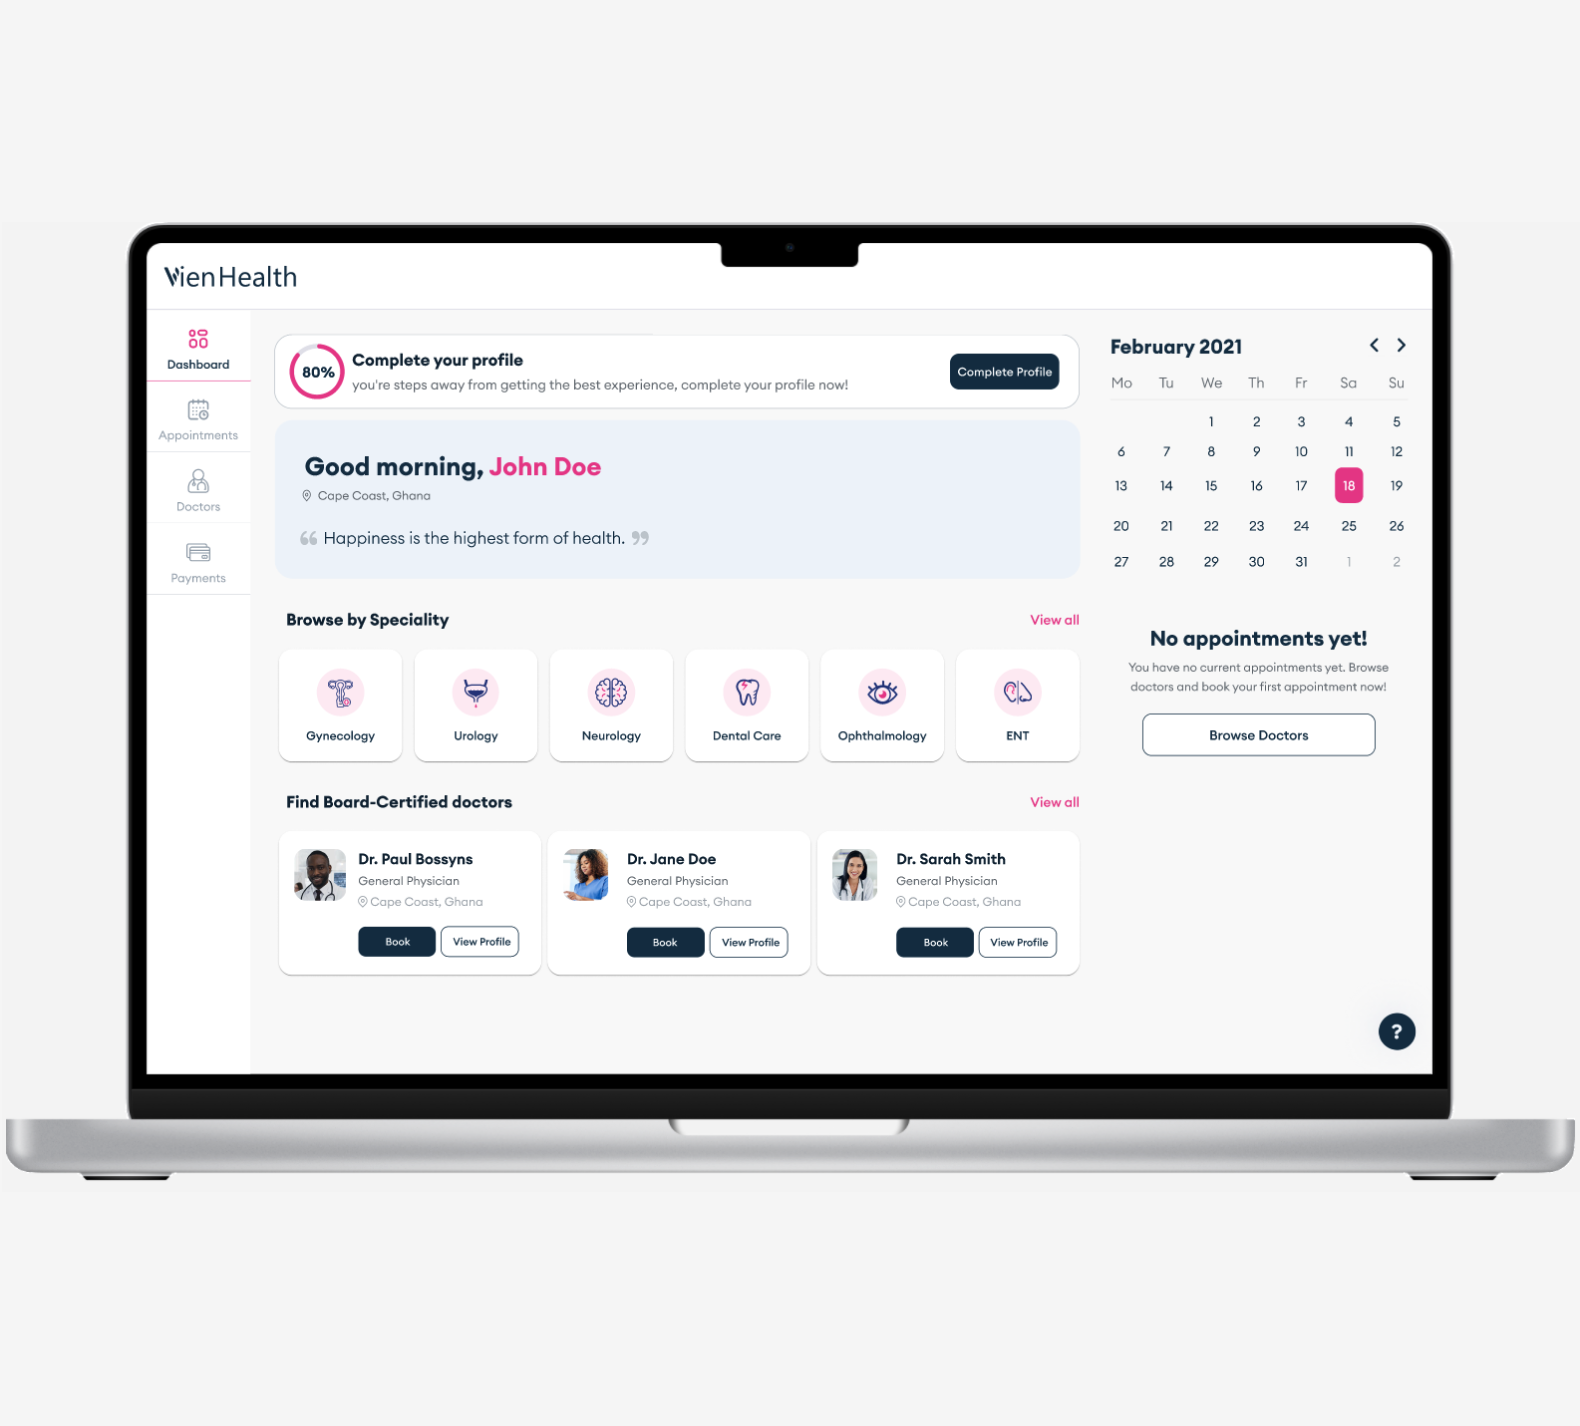 Vien Health
Dashboard
Appointments
Doctors
Payments
80%
Complete your profile
you're steps away from getting the best experience, complete your profile now!
Complete Profile
Good morning, John Doe
Cape Coast, Ghana
“ Happiness is the highest form of health. ”
Browse by Speciality
View all
Gynecology
Urology
Neurology
Dental Care
Ophthalmology
ENT
Find Board-Certified doctors
View all
Dr. Paul Bossyns
General Physician
Cape Coast, Ghana
Book
View Profile
Dr. Jane Doe
General Physician
Cape Coast, Ghana
Book
View Profile
Dr. Sarah Smith
General Physician
Cape Coast, Ghana
Book
View Profile
February 2021
Mo Tu We Th Fr Sa Su
1 2 3 4 5
6 7 8 9 10 11 12
13 14 15 16 17 18 19
20 21 22 23 24 25 26
27 28 29 30 31 1 2
No appointments yet!
You have no current appointments yet. Browse
doctors and book your first appointment now!
Browse Doctors
?